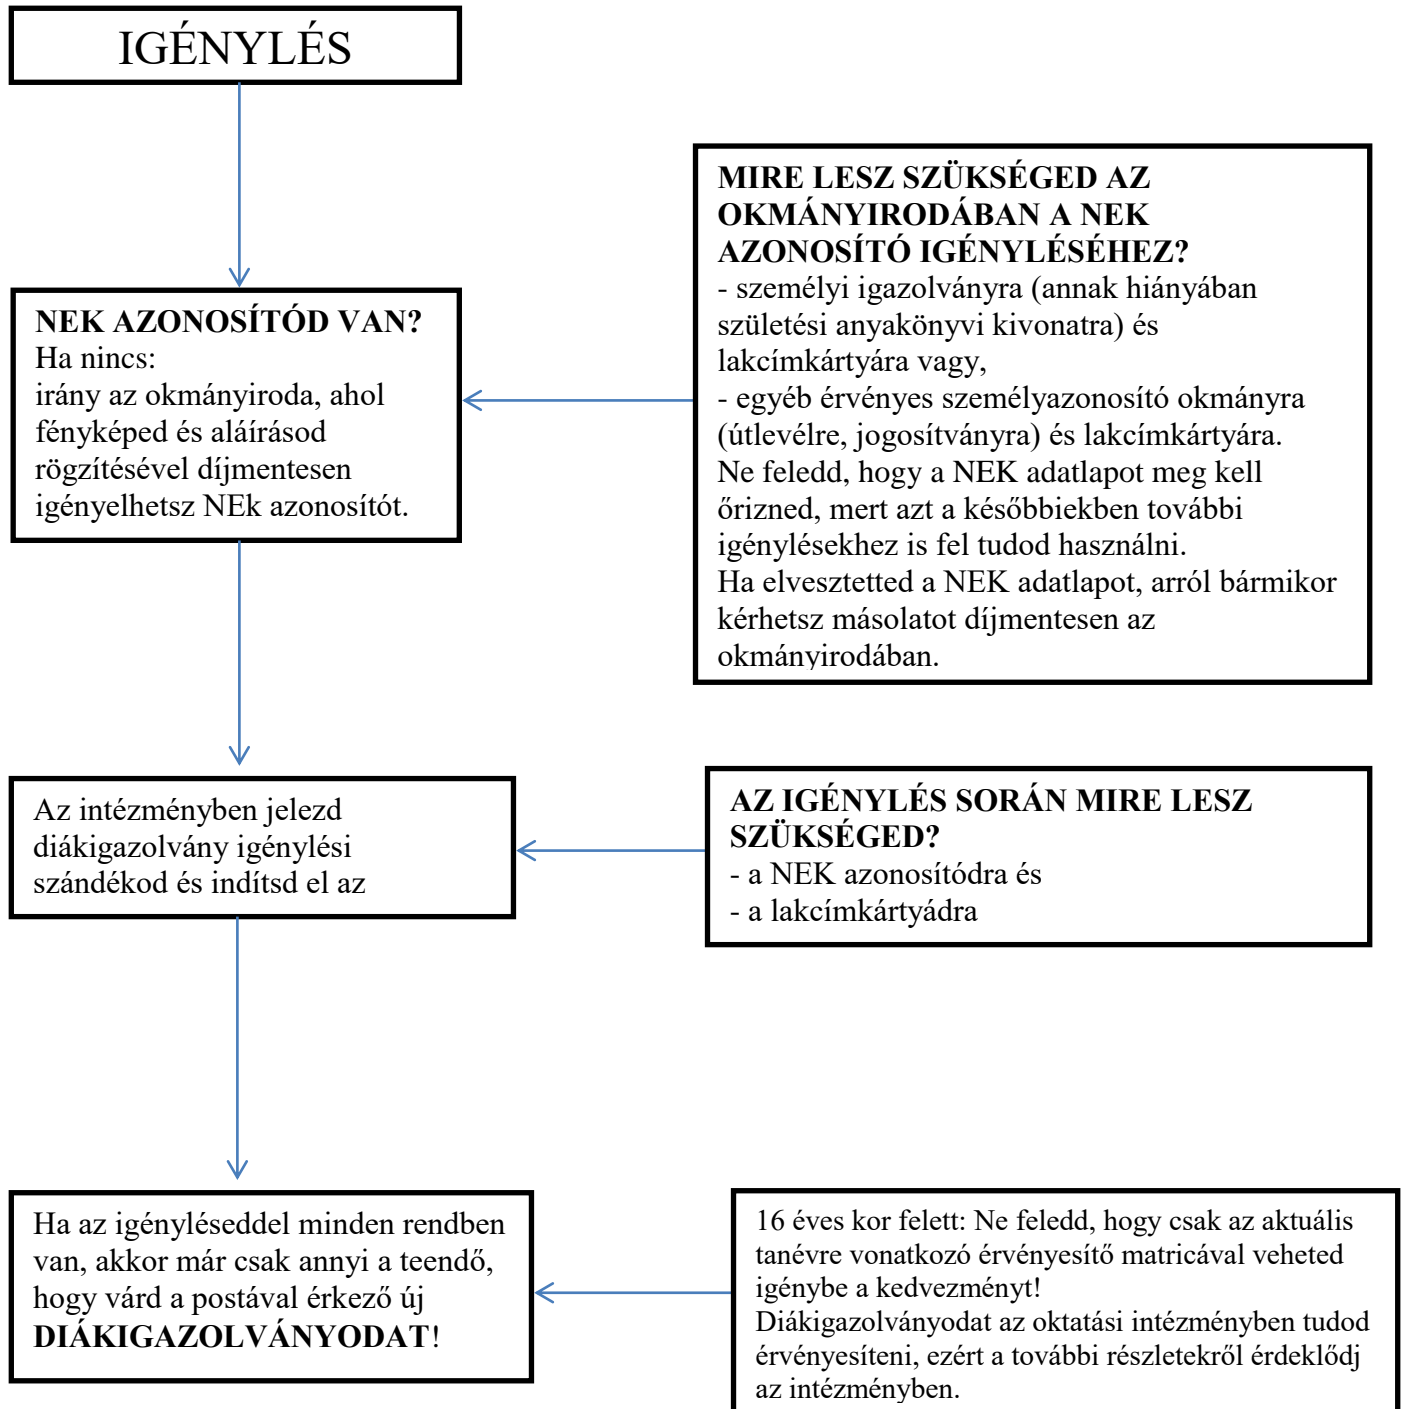 IGÉNYLÉS
MIRE LESZ SZÜKSÉGED AZ
OKMÁNYIRODÁBAN A NEK
AZONOSÍTÓ IGÉNYLÉSÉHEZ?
- személyi igazolványra (annak hiányában
születési anyakönyvi kivonatra) és
lakcímkártyára vagy,
- egyéb érvényes személyazonosító okmányra
(útlevélre, jogosítványra) és lakcímkártyára.
Ne feledd, hogy a NEK adatlapot meg kell
őrizned, mert azt a későbbiekben további
igénylésekhez is fel tudod használni.
Ha elvesztetted a NEK adatlapot, arról bármikor
kérhetsz másolatot díjmentesen az
okmányirodában.
NEK AZONOSÍTÓD VAN?
Ha nincs:
irány az okmányiroda, ahol
fényképed és aláírásod
rögzítésével díjmentesen
igényelhetsz NEk azonosítót.
Az intézményben jelezd
diákigazolvány igénylési
szándékod és indítsd el az
AZ IGÉNYLÉS SORÁN MIRE LESZ
SZÜKSÉGED?
- a NEK azonosítódra és
- a lakcímkártyádra
Ha az igényléseddel minden rendben
van, akkor már csak annyi a teendő,
hogy várd a postával érkező új
DIÁKIGAZOLVÁNYODAT!
16 éves kor felett: Ne feledd, hogy csak az aktuális
tanévre vonatkozó érvényesítő matricával veheted
igénybe a kedvezményt!
Diákigazolványodat az oktatási intézményben tudod
érvényesíteni, ezért a további részletekről érdeklődj
az intézményben.